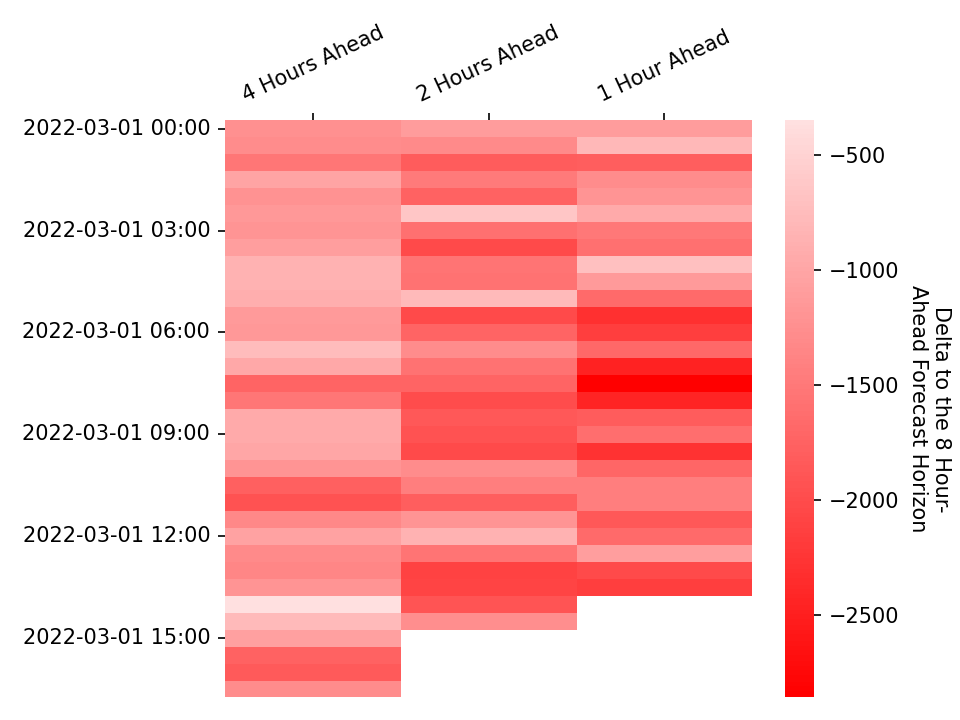 4 Hours Ahead
2 Hours Ahead
1 Hour Ahead
2022-03-01 00:00
2022-03-01 03:00
2022-03-01 06:00
2022-03-01 09:00
2022-03-01 12:00
2022-03-01 15:00
−500
−1000
−1500
−2000
−2500
Delta to the 8 Hour-
Ahead Forecast Horizon